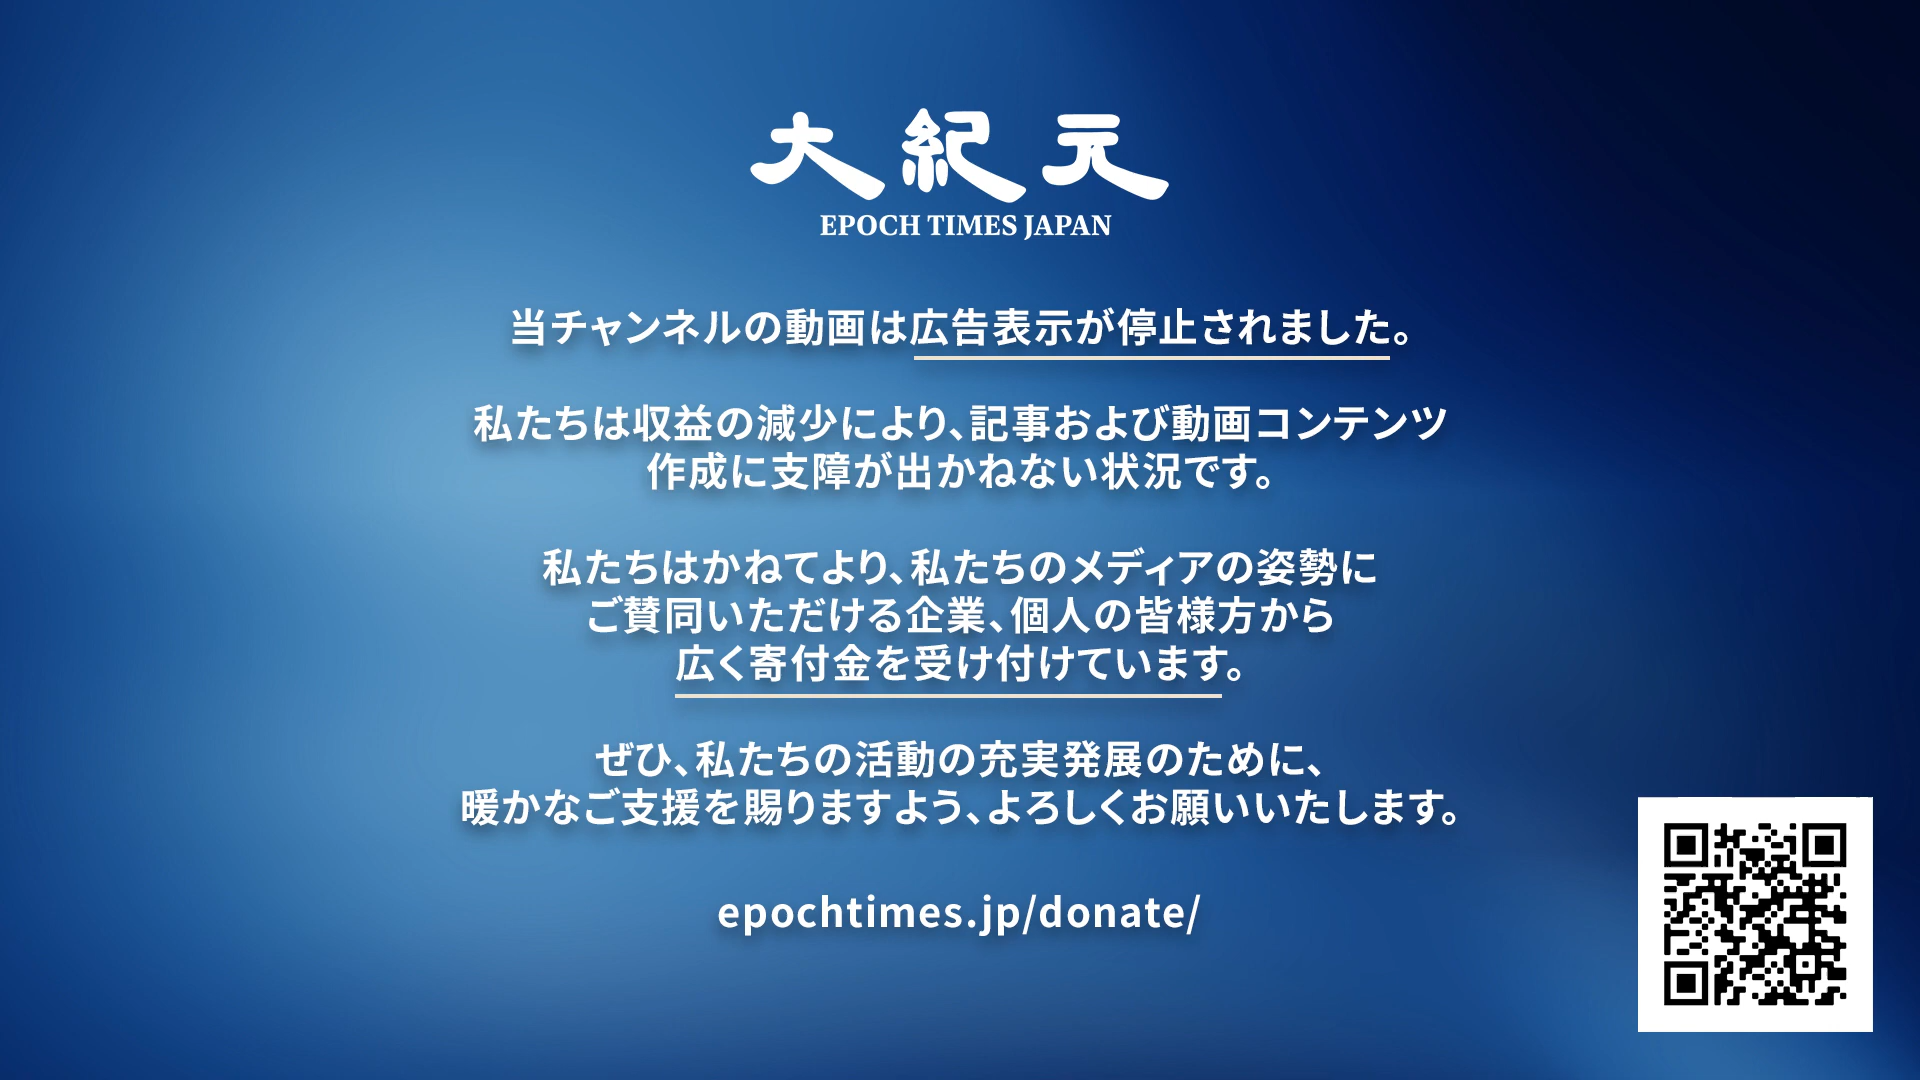 大紀元
EPOCH TIMES JAPAN
当チャンネルの動画は広告表示が停止されました。
私たちは収益の減少により、記事および動画コンテンツ
作成に支障が出かねない状況です。
私たちはかねてより、私たちのメディアの姿勢に
ご賛同いただける企業、個人の皆様方から
広く寄付金を受け付けています。
ぜひ、私たちの活動の充実発展のために、
暖かなご支援を賜りますよう、よろしくお願いいたします。
epochtimes.jp/donate/